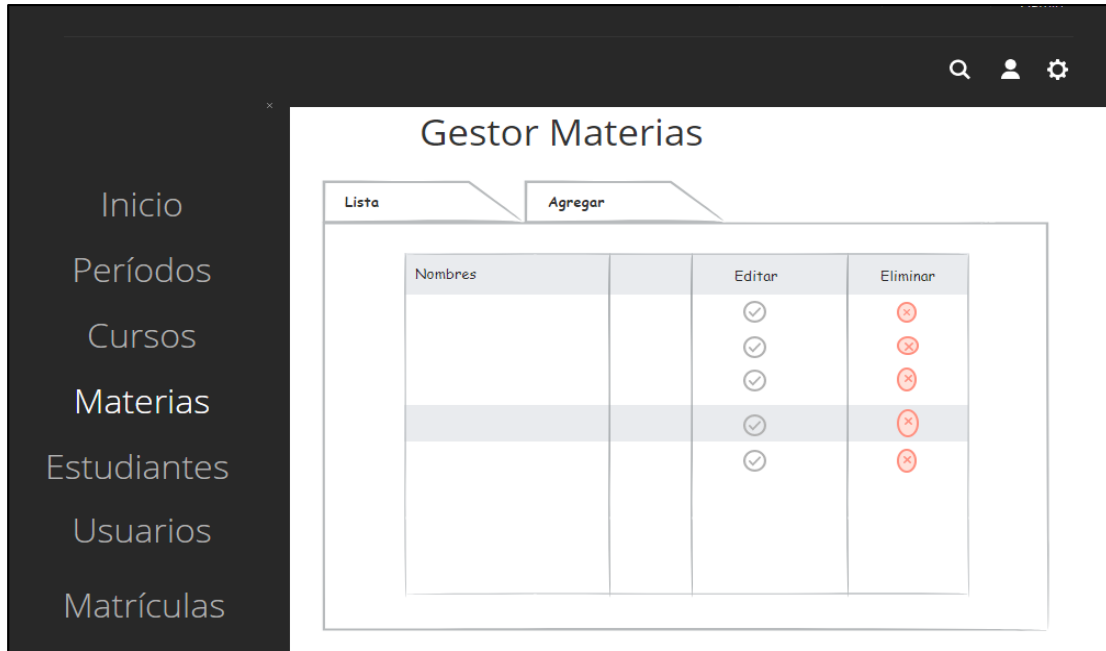 Gestor Materias
Inicio
Períodos
Cursos
Materias
Estudiantes
Usuarios
Matrículas
Lista Agregar
Nombres Editar Eliminar